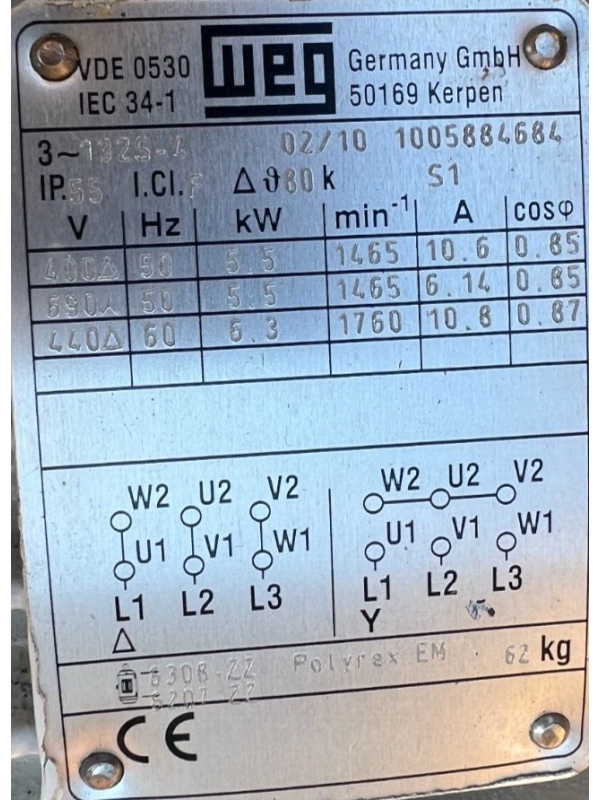 VDE 0530
IEC 34-1
WEG
Germany GmbH
50169 Kerpen
3~132S-4 02/10 1005884684
IP.55 I.Cl.F Δϑ80 k S1
V Hz kW min⁻¹ A cosφ
400Δ 50 5.5 1465 10.6 0.85
690⅄ 50 5.5 1465 6.14 0.85
440Δ 60 6.3 1760 10.8 0.87
W2 U2 V2 W2 U2 V2
U1 V1 W1 U1 V1 W1
L1 L2 L3 L1 L2 L3
Δ Y
6308-ZZ Polyrex EM 62 kg
6207 ZZ
CE